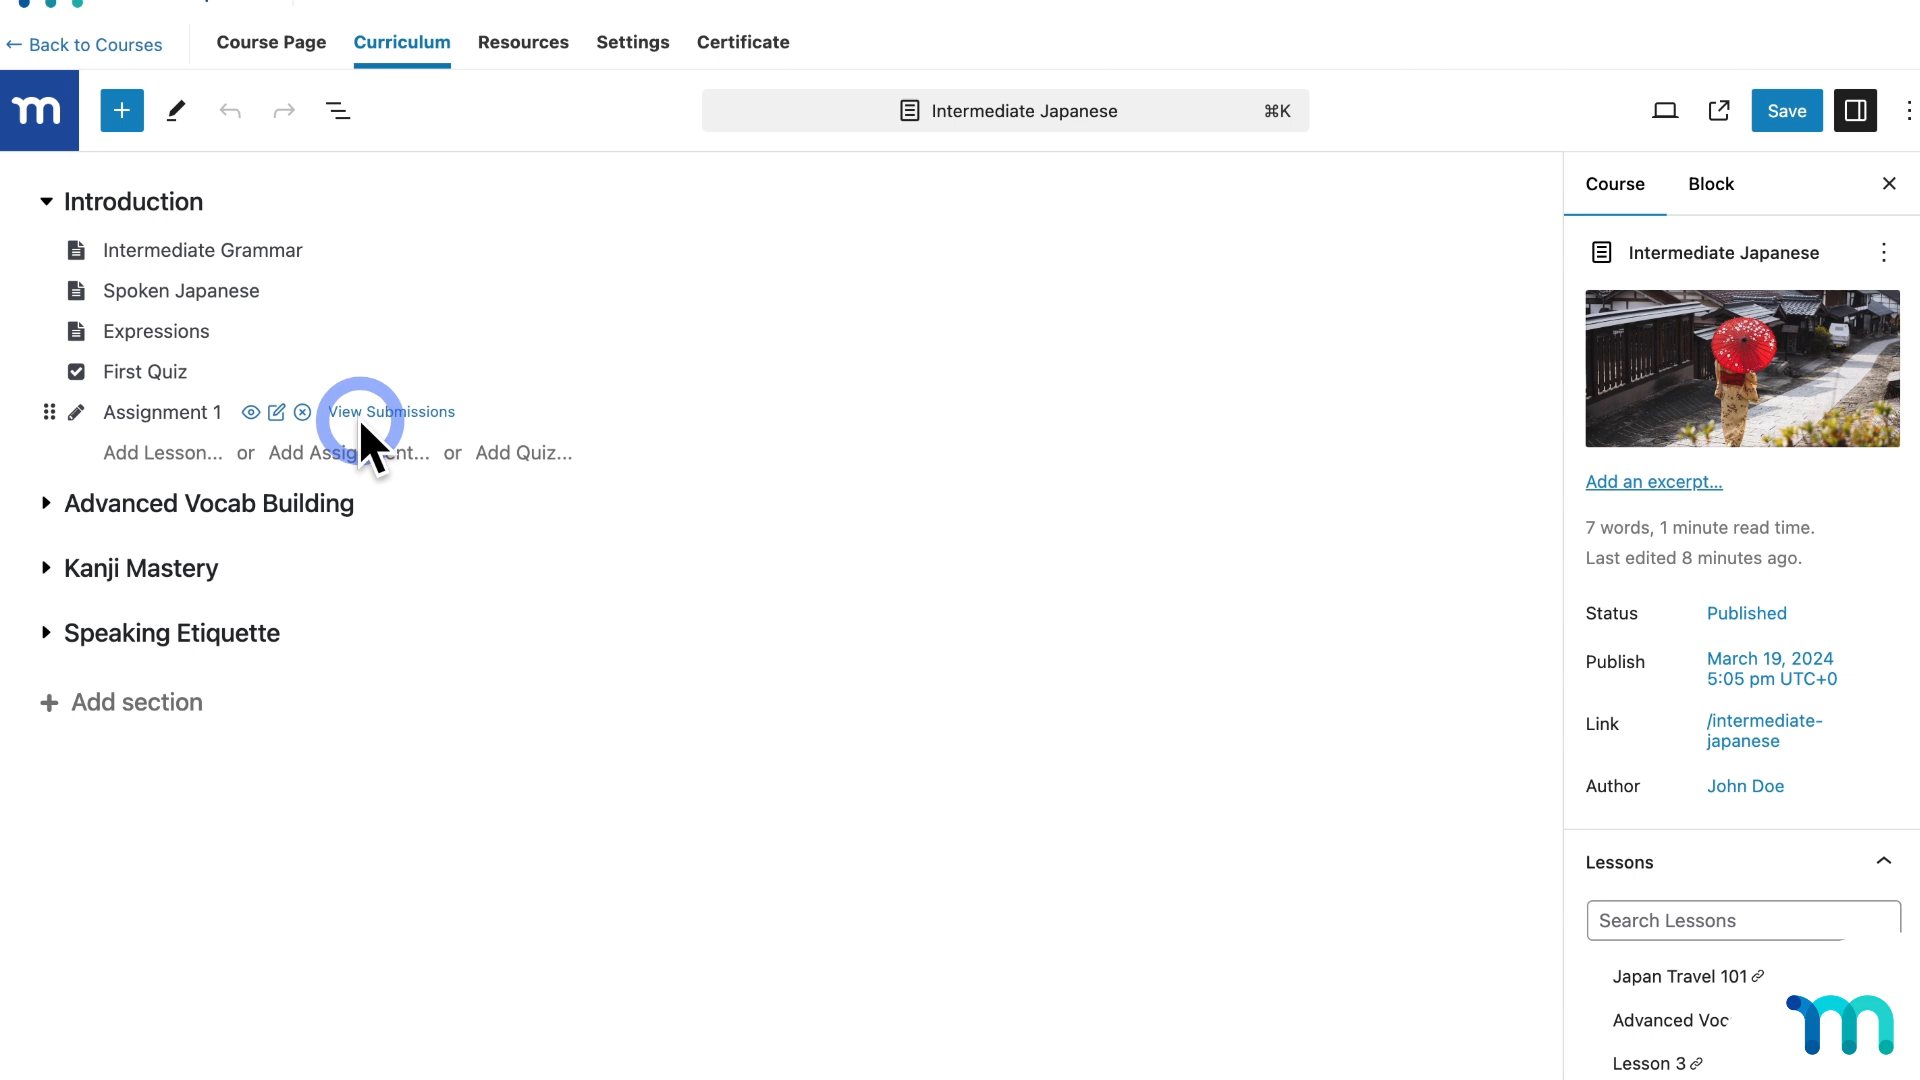 ← Back to Courses
Course Page
Curriculum
Resources
Settings
Certificate
Intermediate Japanese
⌘K
Save
Introduction
Intermediate Grammar
Spoken Japanese
Expressions
First Quiz
Assignment 1
View Submissions
Add Lesson... or Add Assignment... or Add Quiz...
Advanced Vocab Building
Kanji Mastery
Speaking Etiquette
+ Add section
Course
Block
Intermediate Japanese
Add an excerpt...
7 words, 1 minute read time.
Last edited 8 minutes ago.
Status
Published
Publish
March 19, 2024
5:05 pm UTC+0
Link
/intermediate-
japanese
Author
John Doe
Lessons
Search Lessons
Japan Travel 101
Advanced Voc
Lesson 3